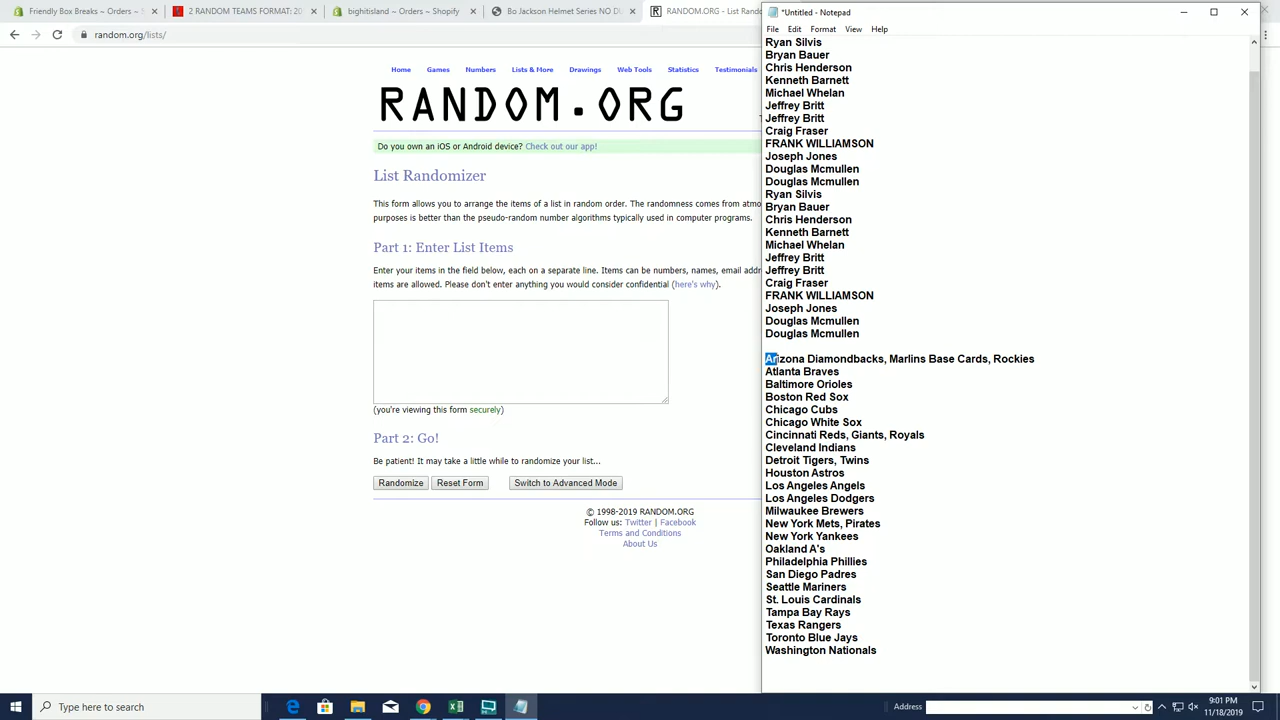 Friendly Box Breaks ~ Orders ~ S
2 RANDOM TEAMS FORMAT: 20
bighitisland ~ Orders ~ Shopify
Bo Jackson Helmet Series NO D
RANDOM.ORG - List Rand
*Untitled - Notepad
random.org/lists/
File Edit Format View Help
Home Games Numbers Lists & More Drawings Web Tools Statistics Testimonials
RANDOM.ORG
Do you own an iOS or Android device? Check out our app!
List Randomizer
This form allows you to arrange the items of a list in random order. The randomness comes from atmo
purposes is better than the pseudo-random number algorithms typically used in computer programs.
Part 1: Enter List Items
Enter your items in the field below, each on a separate line. Items can be numbers, names, email addr
items are allowed. Please don't enter anything you would consider confidential (here's why).
(you're viewing this form securely)
Part 2: Go!
Be patient! It may take a little while to randomize your list...
Randomize Reset Form Switch to Advanced Mode
© 1998-2019 RANDOM.ORG
Follow us: Twitter | Facebook
Terms and Conditions
About Us
Ryan Silvis
Bryan Bauer
Chris Henderson
Kenneth Barnett
Michael Whelan
Jeffrey Britt
Jeffrey Britt
Craig Fraser
FRANK WILLIAMSON
Joseph Jones
Douglas Mcmullen
Douglas Mcmullen
Ryan Silvis
Bryan Bauer
Chris Henderson
Kenneth Barnett
Michael Whelan
Jeffrey Britt
Jeffrey Britt
Craig Fraser
FRANK WILLIAMSON
Joseph Jones
Douglas Mcmullen
Douglas Mcmullen
Arizona Diamondbacks, Marlins Base Cards, Rockies
Atlanta Braves
Baltimore Orioles
Boston Red Sox
Chicago Cubs
Chicago White Sox
Cincinnati Reds, Giants, Royals
Cleveland Indians
Detroit Tigers, Twins
Houston Astros
Los Angeles Angels
Los Angeles Dodgers
Milwaukee Brewers
New York Mets, Pirates
New York Yankees
Oakland A's
Philadelphia Phillies
San Diego Padres
Seattle Mariners
St. Louis Cardinals
Tampa Bay Rays
Texas Rangers
Toronto Blue Jays
Washington Nationals
Type here to search
Address
9:01 PM
11/18/2019